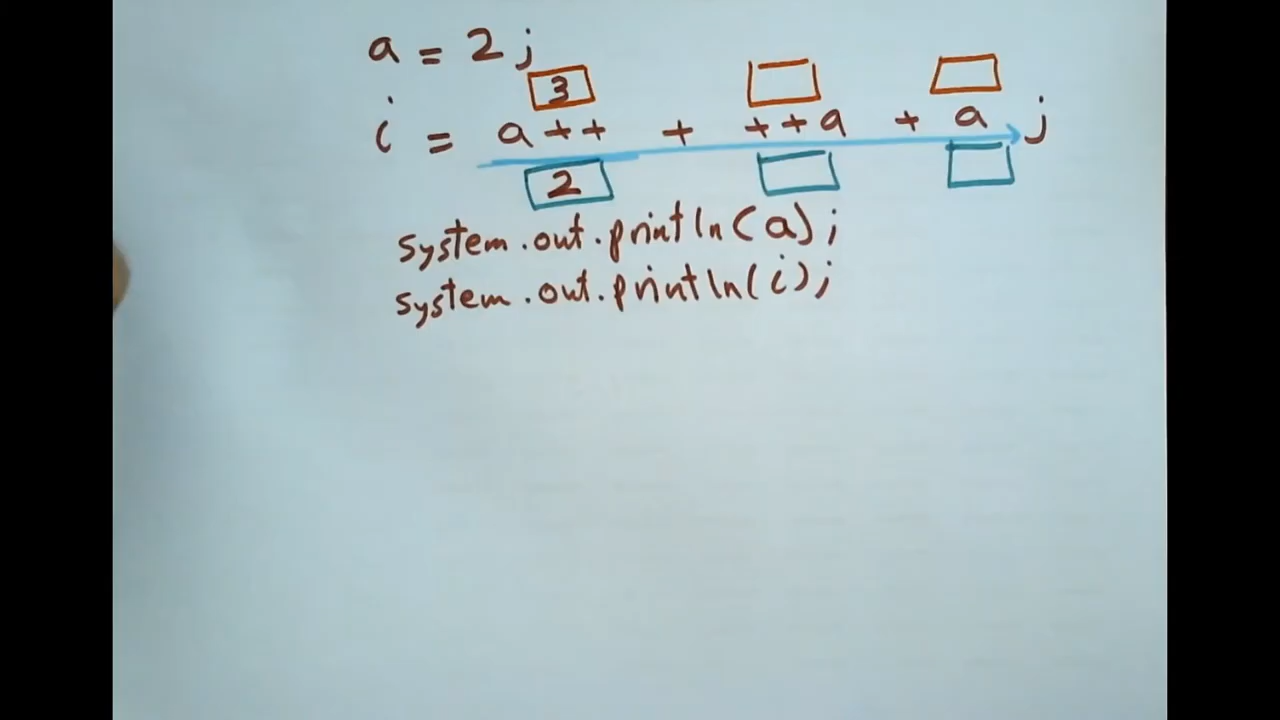 a = 2;
3
i = a++ + ++a + a;
2
system.out.println(a);
system.out.println(i);